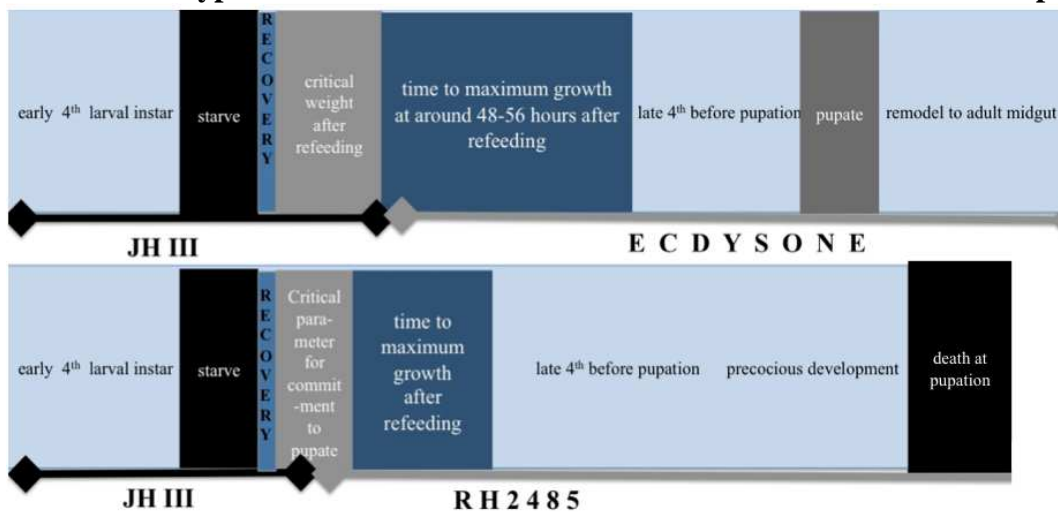 early 4th larval instar
starve
RECOVERY
critical
weight
after
refeeding
time to maximum growth
at around 48-56 hours after
refeeding
late 4th before pupation
pupate
remodel to adult midgut
JH III
E C D Y S O N E
early 4th larval instar
starve
RECOVERY
Critical
para-
meter
for
commit
-ment
to
pupate
time to
maximum
growth
after
refeeding
late 4th before pupation
precocious development
death at
pupation
JH III
R H 2 4 8 5